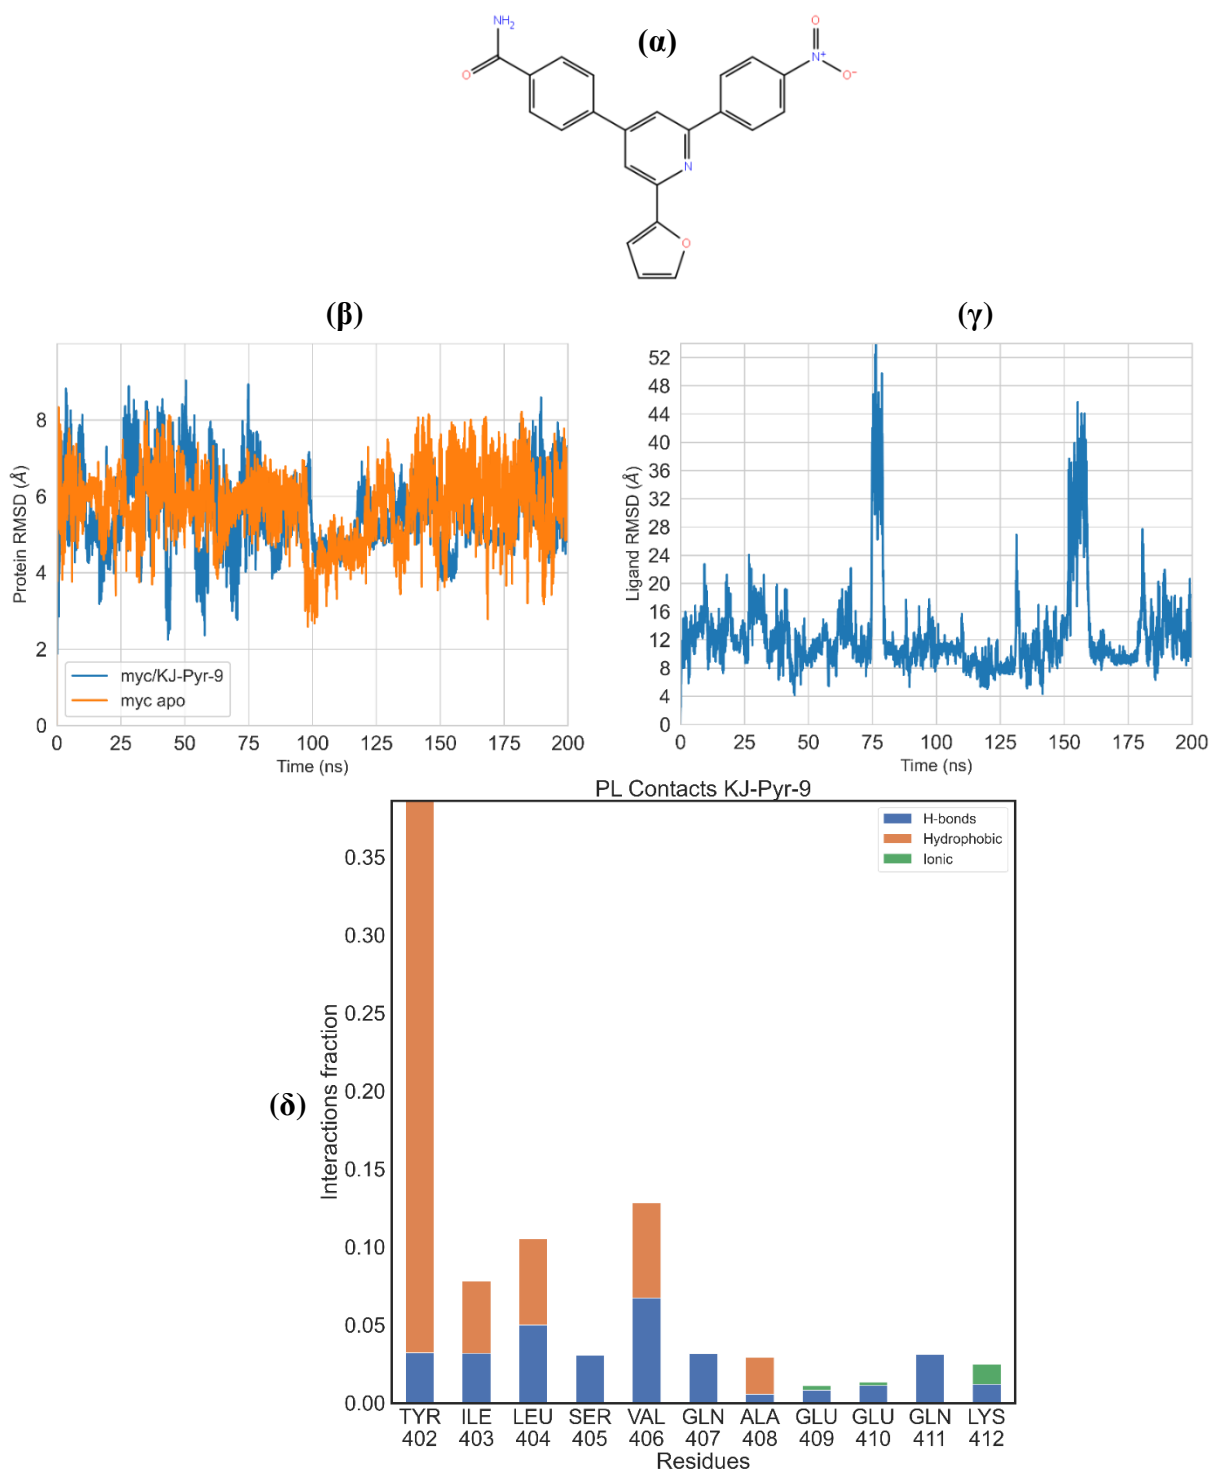 (α)
NH₂
O
O
N⁺
O⁻
N
O
(β)
(γ)
Protein RMSD (Å)
8
6
4
2
0
myc/KJ-Pyr-9
myc apo
0 25 50 75 100 125 150 175 200
Time (ns)
Ligand RMSD (Å)
52
48
44
40
36
32
28
24
20
16
12
8
4
0
0 25 50 75 100 125 150 175 200
Time (ns)
PL Contacts KJ-Pyr-9
H-bonds
Hydrophobic
Ionic
(δ)
Interactions fraction
0.35
0.30
0.25
0.20
0.15
0.10
0.05
0.00
TYR ILE LEU SER VAL GLN ALA GLU GLU GLN LYS
402 403 404 405 406 407 408 409 410 411 412
Residues